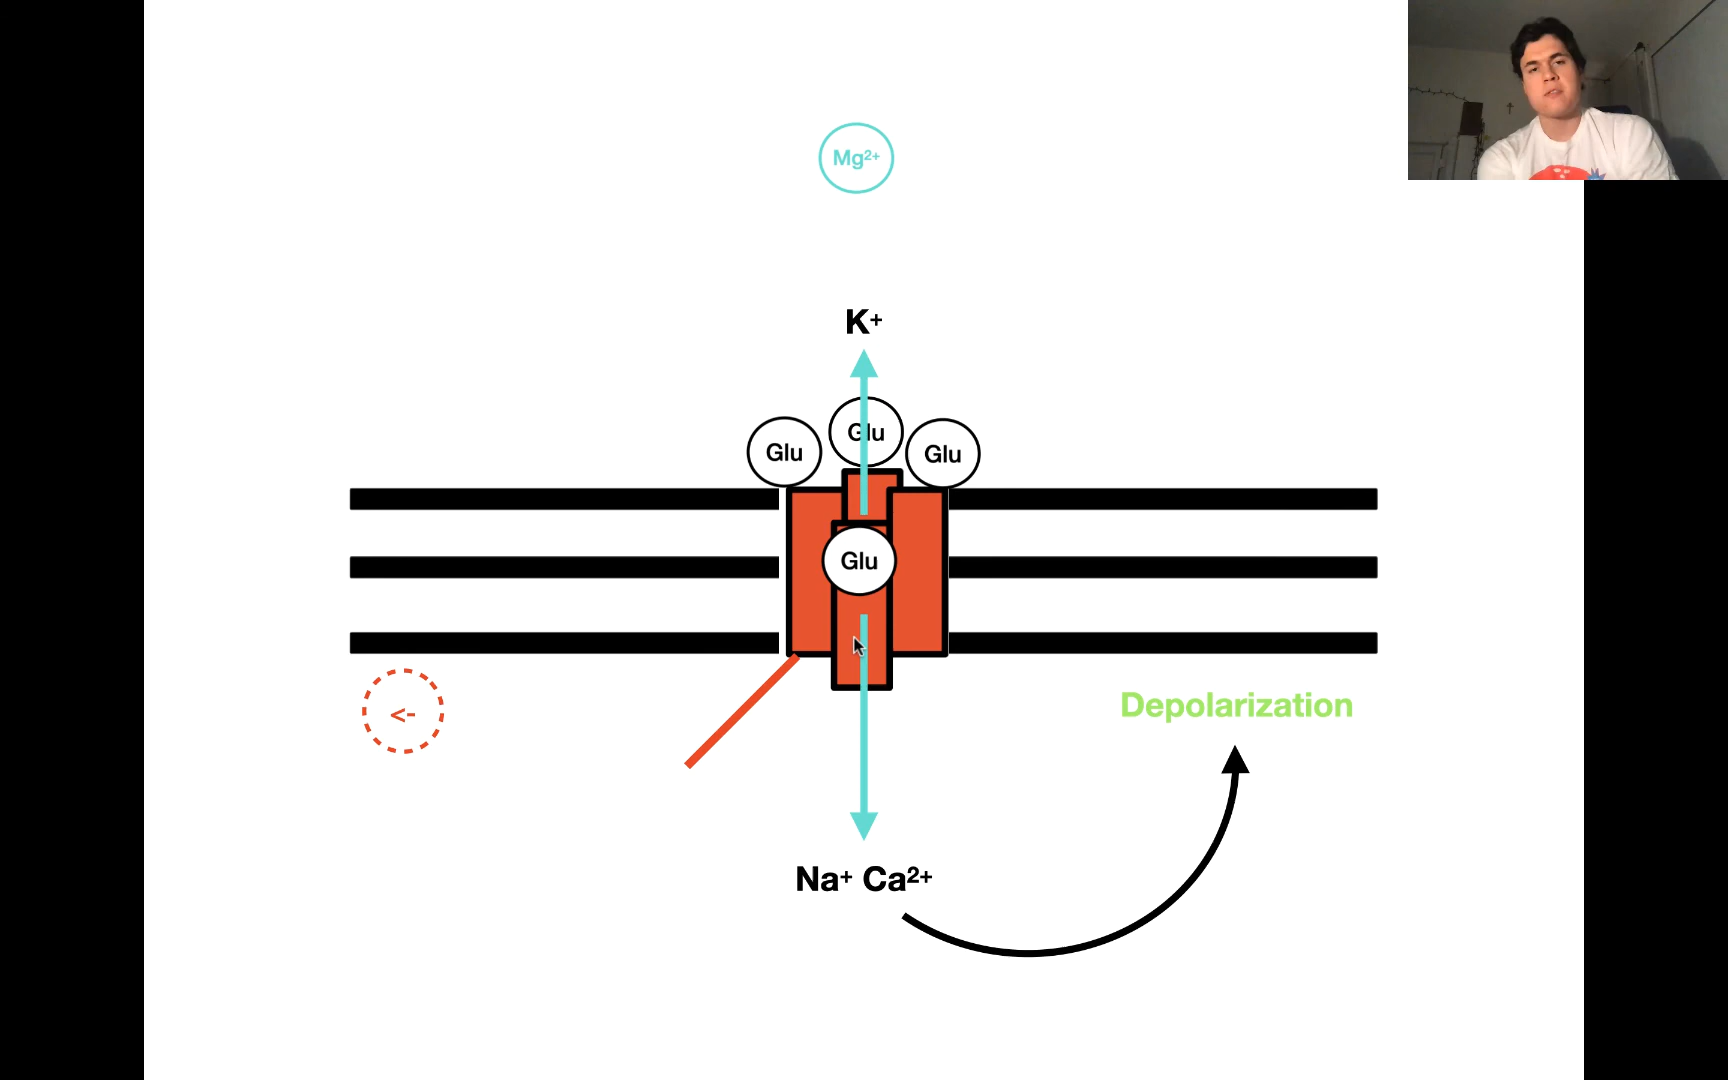 Mg²⁺
K⁺
Glu
Glu Glu
Glu
<-
Depolarization
Na⁺ Ca²⁺